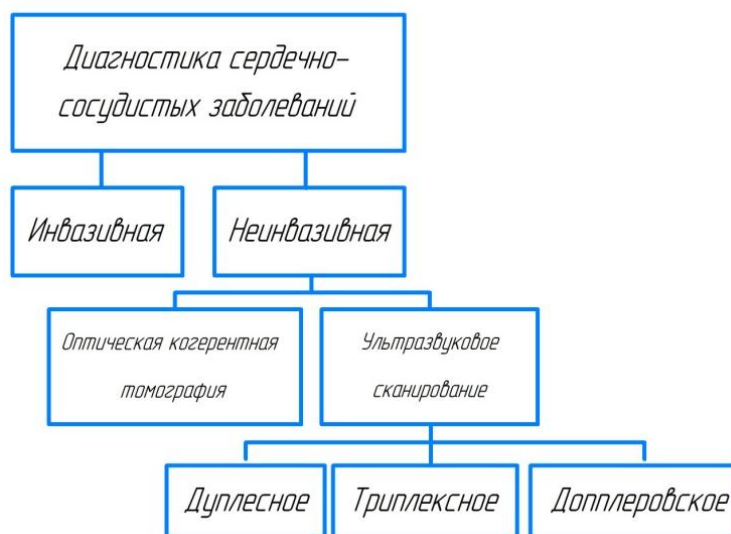 Диагностика сердечно-
сосудистых заболеваний
Инвазивная
Неинвазивная
Оптическая когерентная
томография
Ультразвуковое
сканирование
Дуплесное
Триплексное
Допплеровское